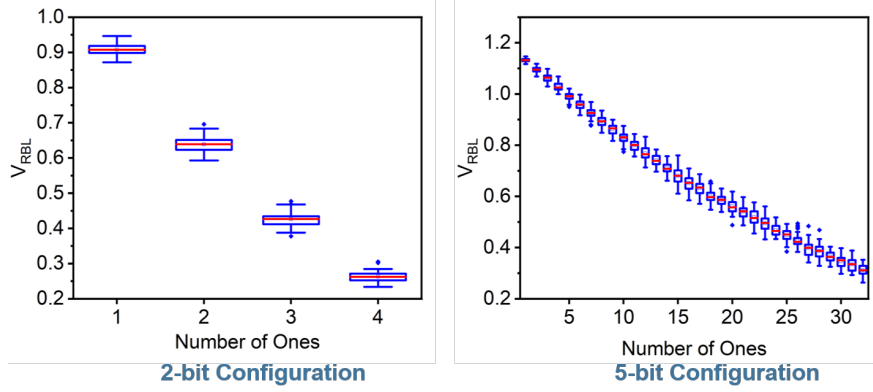 1.0
0.9
0.8
0.7
0.6
0.5
0.4
0.3
0.2
V_RBL
1 2 3 4
Number of Ones
2-bit Configuration
1.2
1.0
0.8
0.6
0.4
0.2
V_RBL
5 10 15 20 25 30
Number of Ones
5-bit Configuration